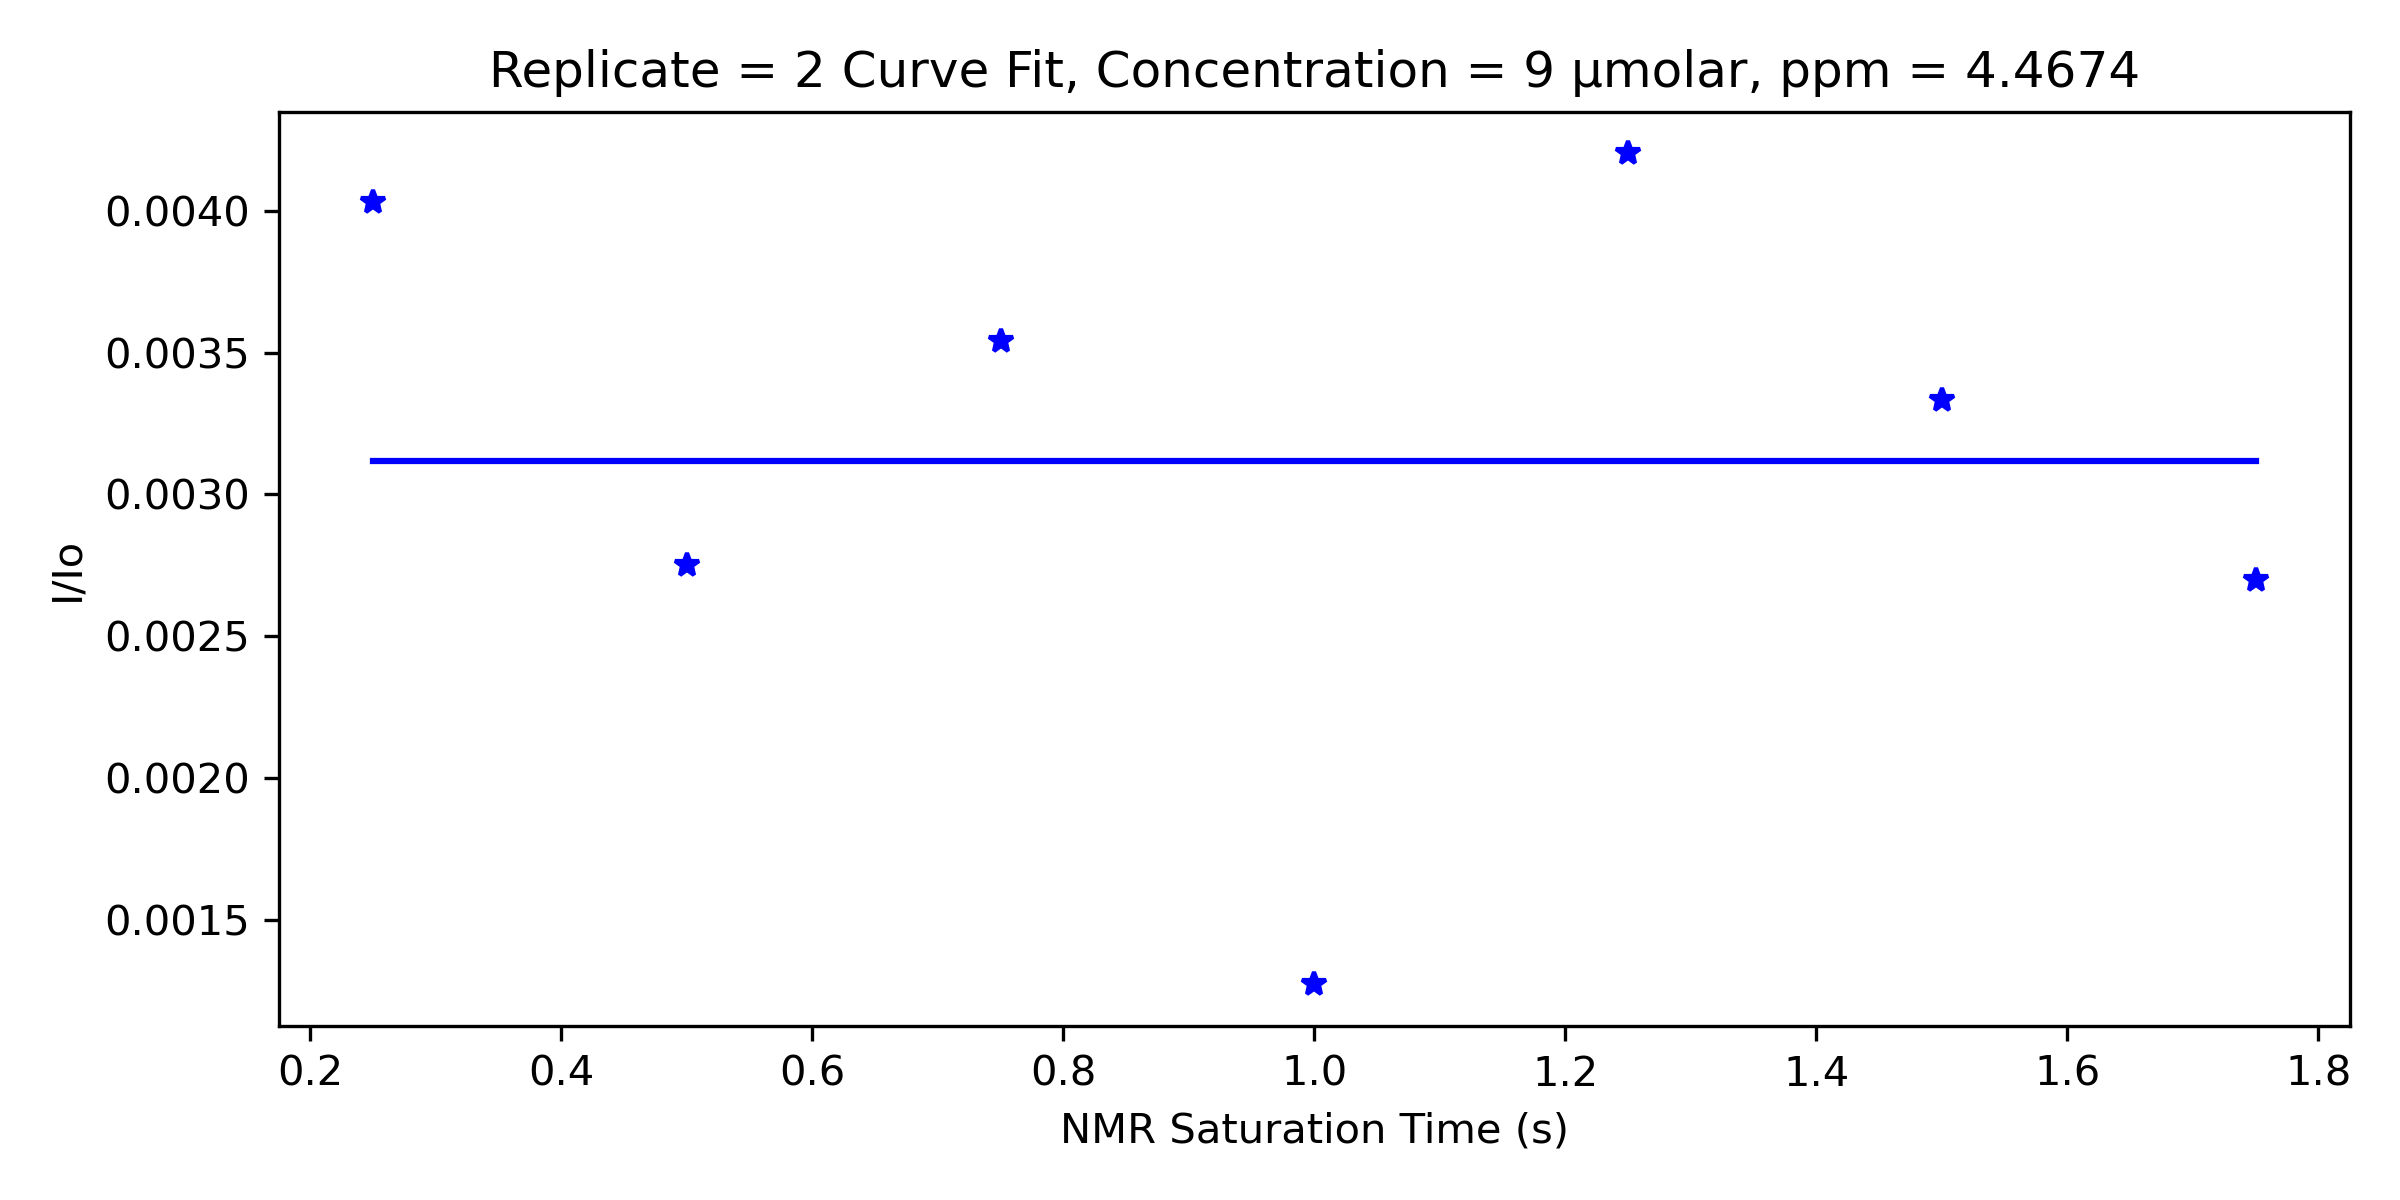 Replicate = 2 Curve Fit, Concentration = 9 µmolar, ppm = 4.4674
0.0040
0.0035
0.0030
0.0025
0.0020
0.0015
I/Io
0.2 0.4 0.6 0.8 1.0 1.2 1.4 1.6 1.8
NMR Saturation Time (s)